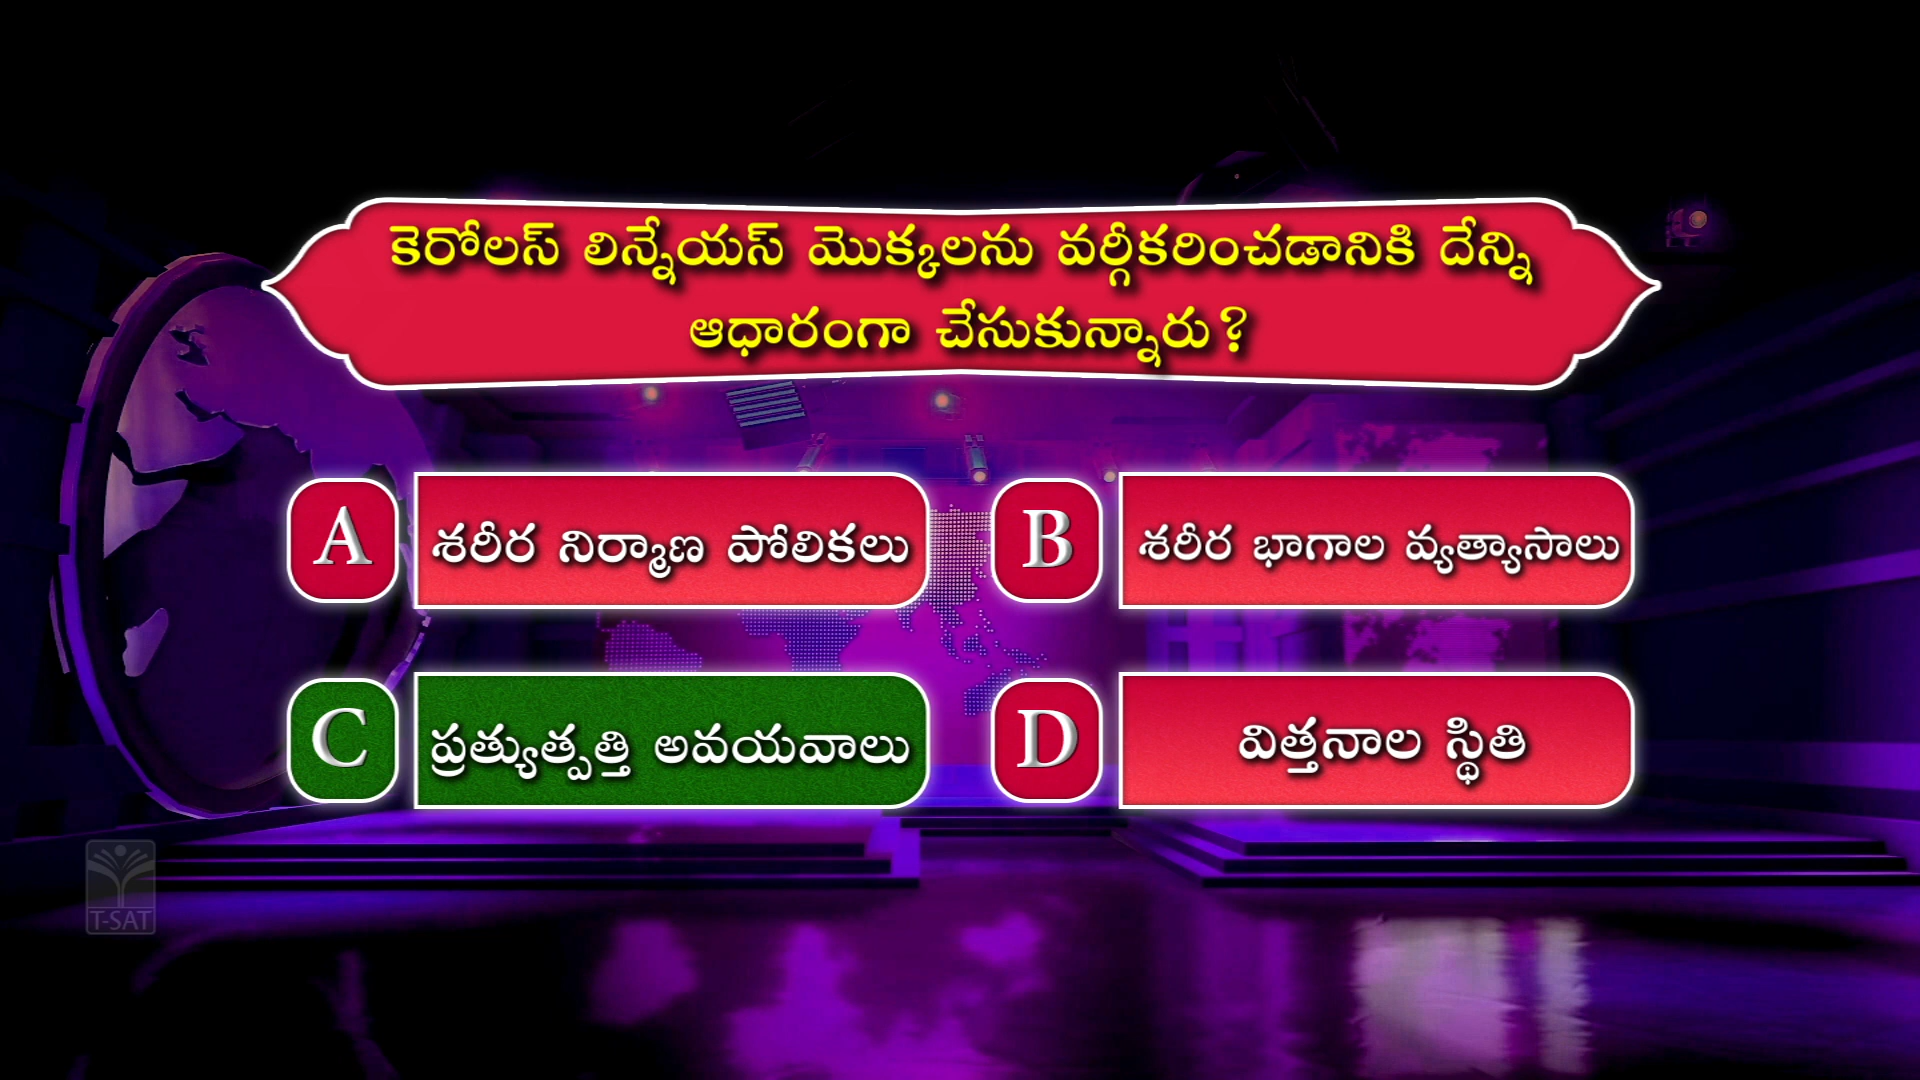 కెరోలస్ లిన్నేయస్ మొక్కలను వర్గీకరించడానికి దేన్ని
ఆధారంగా చేసుకున్నారు?
A శరీర నిర్మాణ పోలికలు
B శరీర భాగాల వ్యత్యాసాలు
C ప్రత్యుత్పత్తి అవయవాలు
D విత్తనాల స్థితి
T-SAT